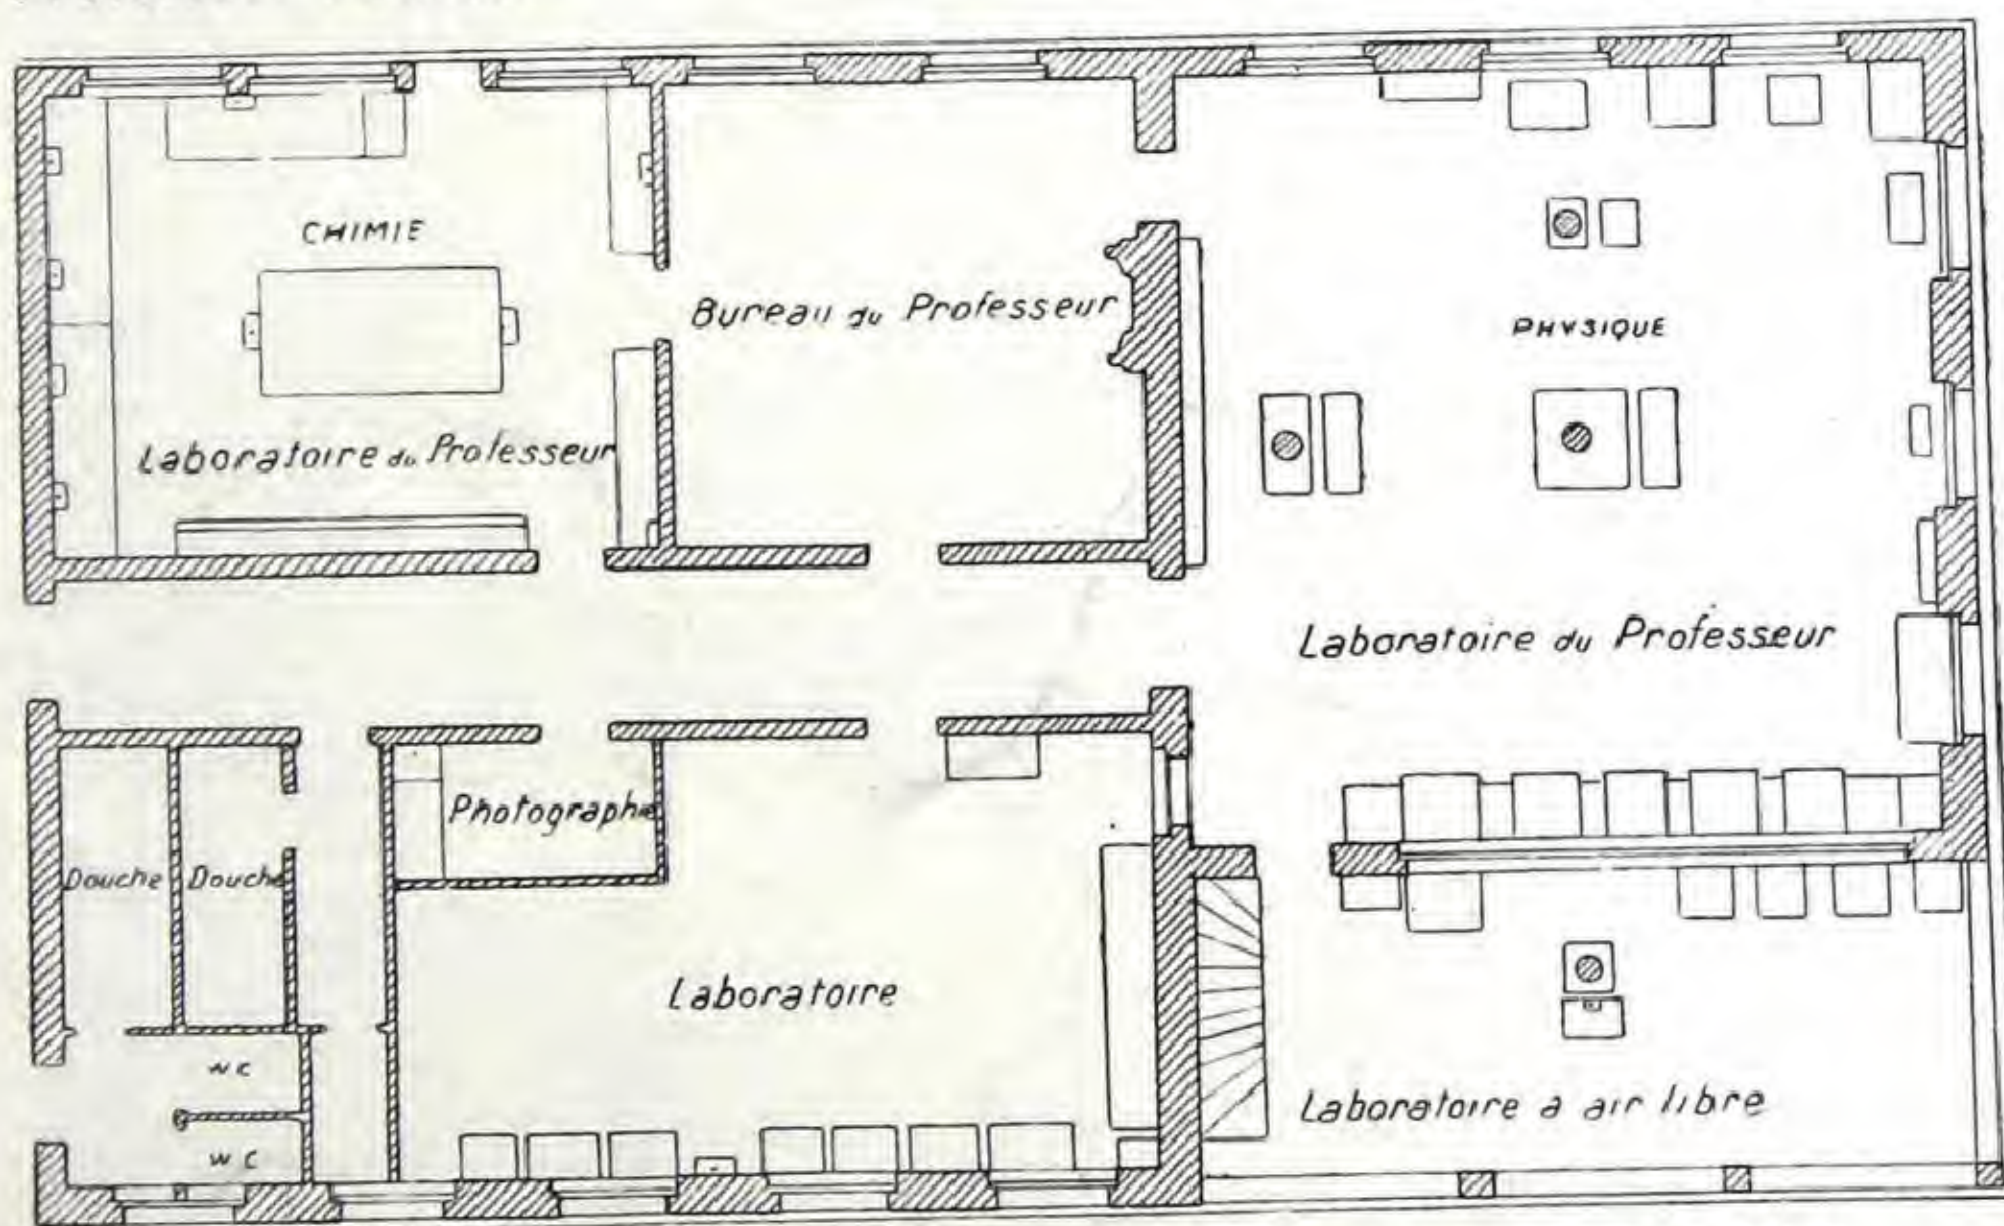 CHIMIE
Bureau du Professeur
PHYSIQUE
Laboratoire du Professeur
Laboratoire du Professeur
Photographie
Douche
Douche
Laboratoire
WC
Laboratoire a air libre
WC